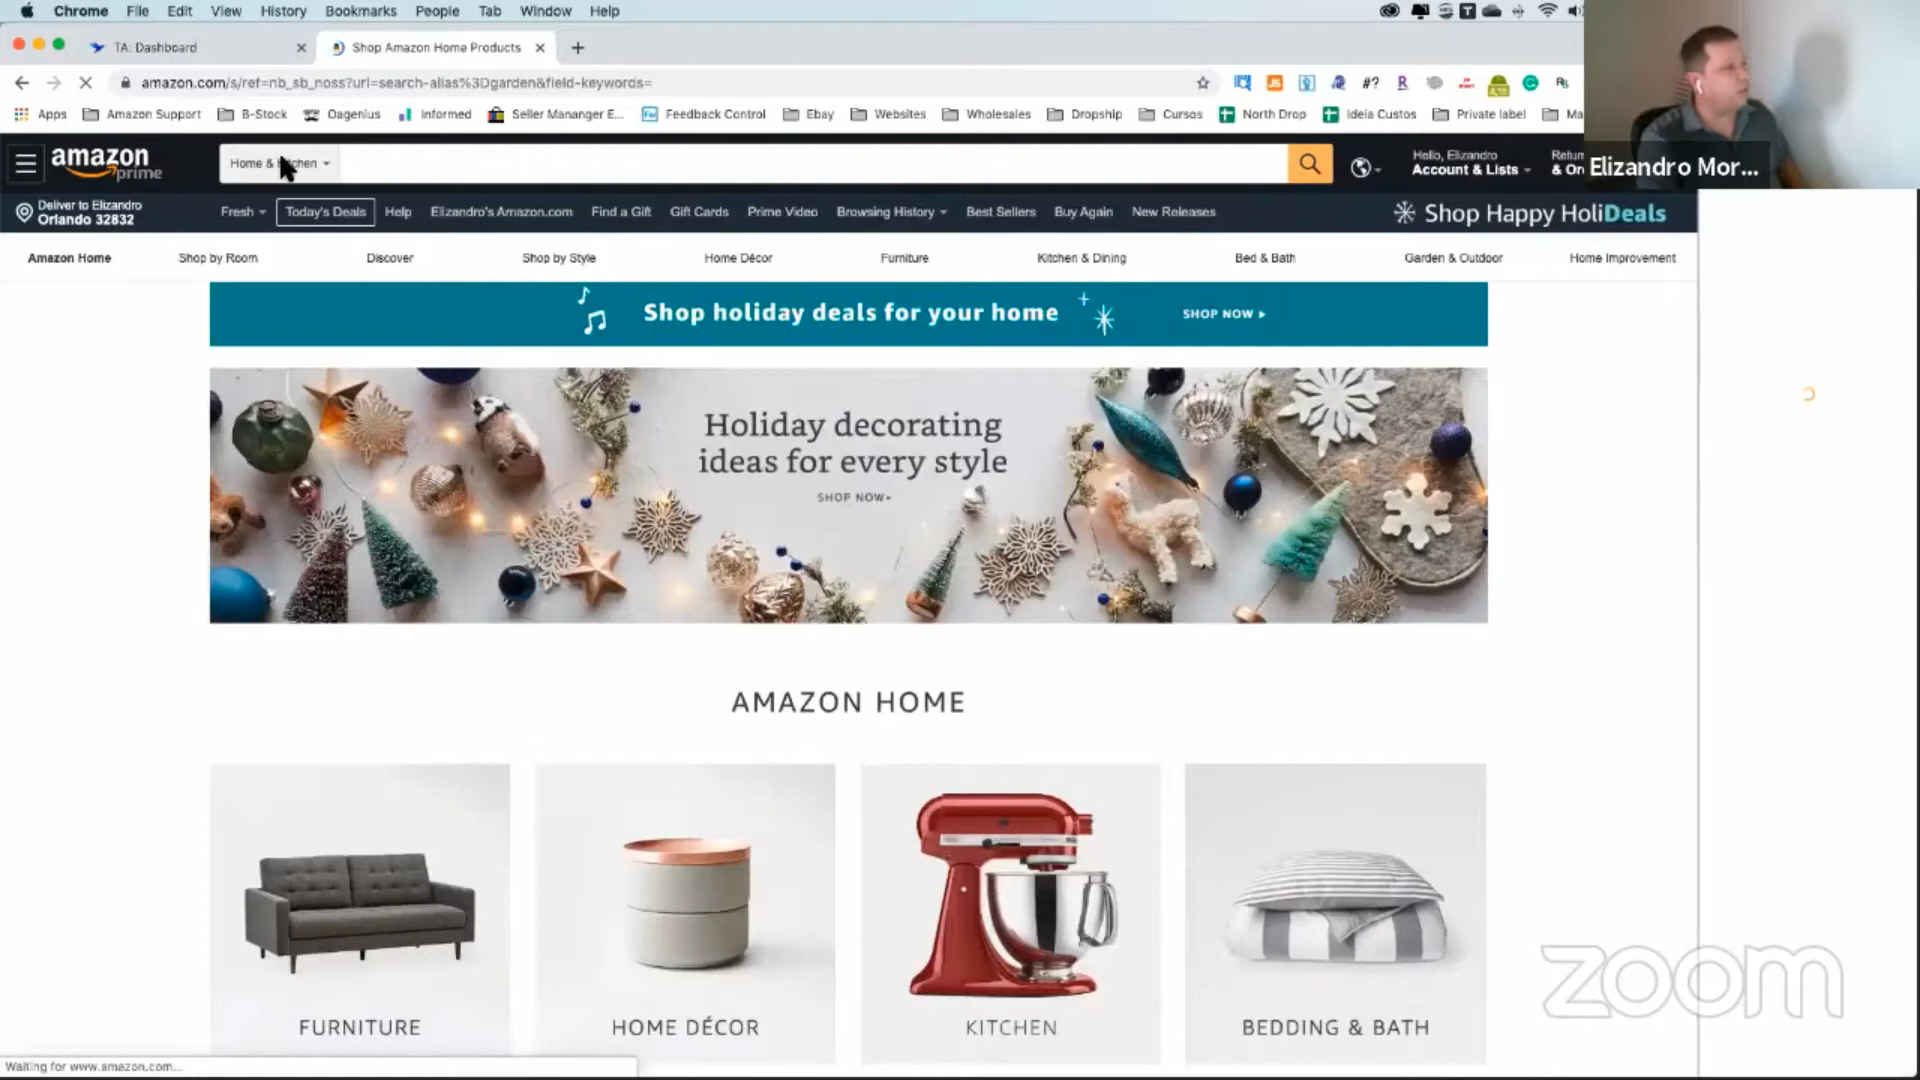 Chrome File Edit View History Bookmarks People Tab Window Help
TA: Dashboard
Shop Amazon Home Products
amazon.com/s/ref=nb_sb_noss?url=search-alias%3Dgarden&field-keywords=
Apps Amazon Support B-Stock Oagenius Informed Seller Mananger E... Feedback Control Ebay Websites Wholesales Dropship Cursos North Drop Ideia Custos Private label Ma
amazon prime
Home & Kitchen
Hello, Elizandro
Account & Lists
Return
& Or
Elizandro Mor...
Deliver to Elizandro
Orlando 32832
Fresh Today's Deals Help Elizandro's Amazon.com Find a Gift Gift Cards Prime Video Browsing History Best Sellers Buy Again New Releases
Shop Happy HoliDeals
Amazon Home Shop by Room Discover Shop by Style Home Décor Furniture Kitchen & Dining Bed & Bath Garden & Outdoor Home Improvement
Shop holiday deals for your home SHOP NOW
Holiday decorating
ideas for every style
SHOP NOW
AMAZON HOME
FURNITURE HOME DÉCOR KITCHEN BEDDING & BATH
zoom
Waiting for www.amazon.com...